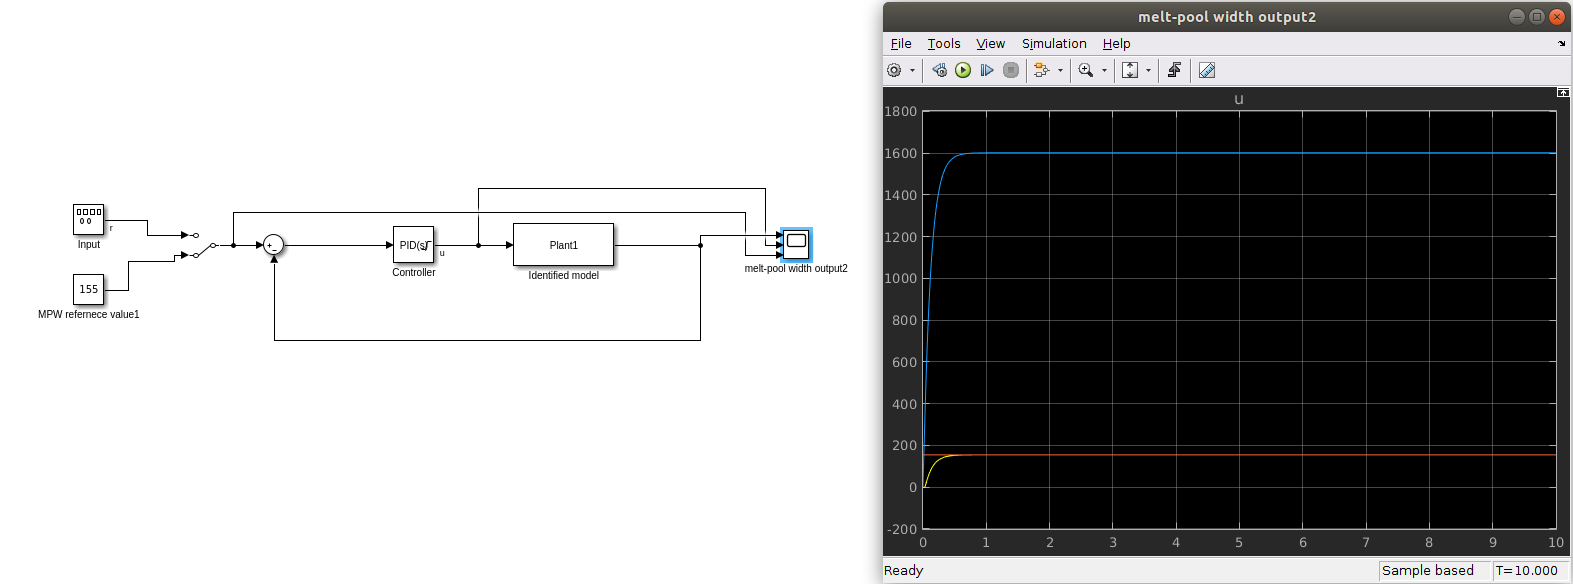 Input
r
155
MPW refernece value1
+
-
PID(s)
u
Controller
Plant1
Identified model
melt-pool width output2
melt-pool width output2
File Tools View Simulation Help
u
1800
1600
1400
1200
1000
800
600
400
200
0
-200
0 1 2 3 4 5 6 7 8 9 10
Ready Sample based T=10.000